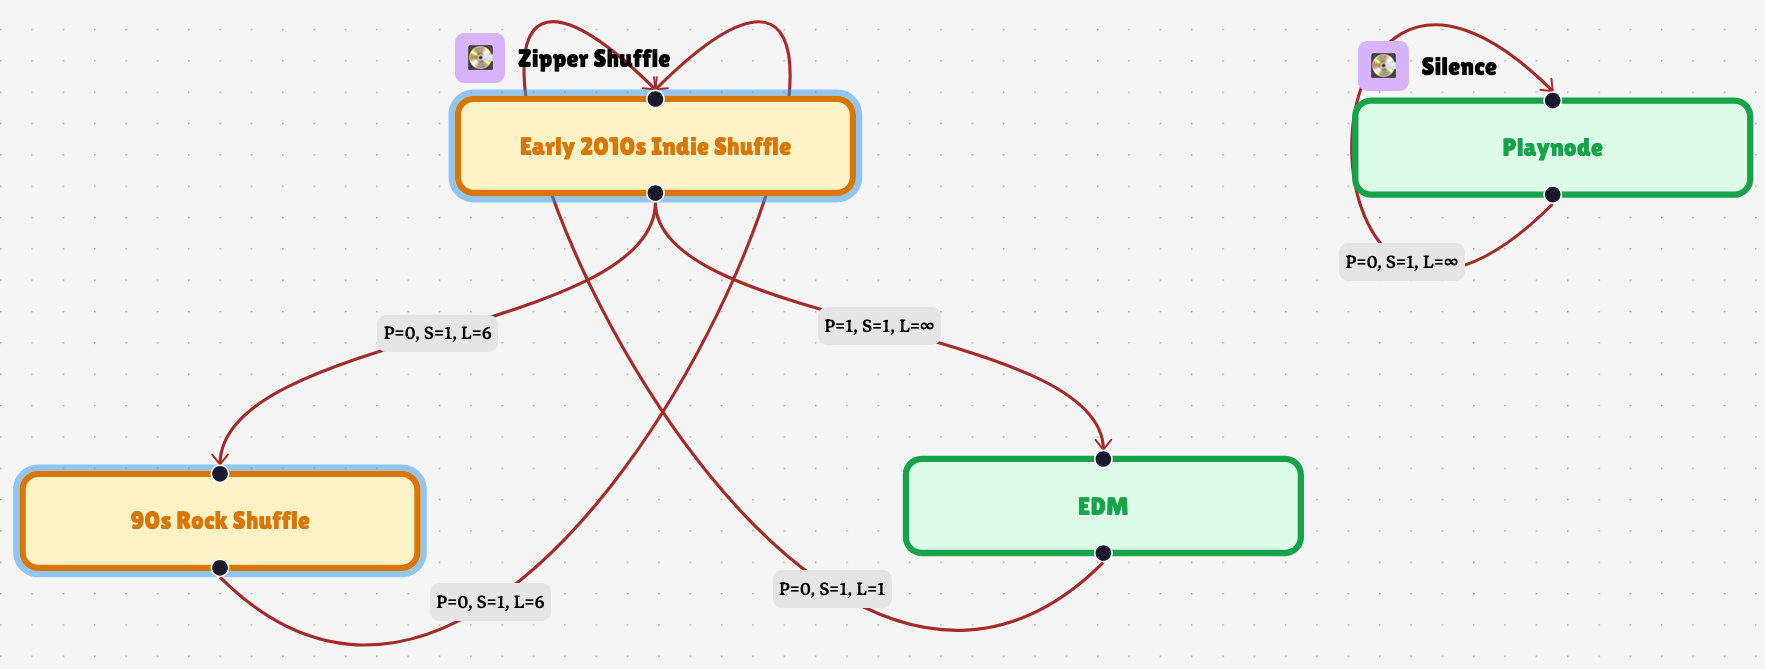 Zipper Shuffle
Silence
Early 2010s Indie Shuffle
Playnode
P=0, S=1, L=∞
P=0, S=1, L=6
P=1, S=1, L=∞
90s Rock Shuffle
EDM
P=0, S=1, L=6
P=0, S=1, L=1